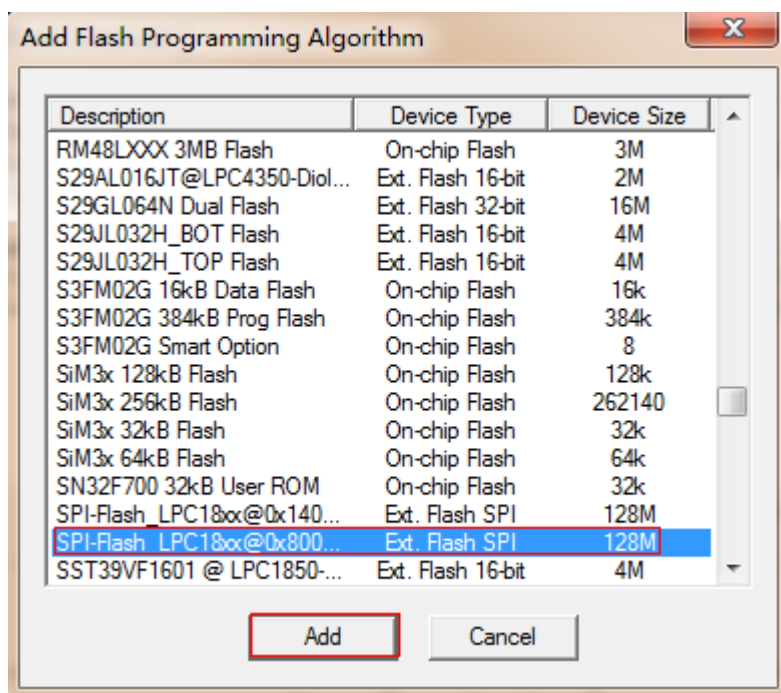 Add Flash Programming Algorithm
Description Device Type Device Size
RM48LXXX 3MB Flash On-chip Flash 3M
S29AL016JT@LPC4350-Diol... Ext. Flash 16-bit 2M
S29GL064N Dual Flash Ext. Flash 32-bit 16M
S29JL032H_BOT Flash Ext. Flash 16-bit 4M
S29JL032H_TOP Flash Ext. Flash 16-bit 4M
S3FM02G 16kB Data Flash On-chip Flash 16k
S3FM02G 384kB Prog Flash On-chip Flash 384k
S3FM02G Smart Option On-chip Flash 8
SiM3x 128kB Flash On-chip Flash 128k
SiM3x 256kB Flash On-chip Flash 262140
SiM3x 32kB Flash On-chip Flash 32k
SiM3x 64kB Flash On-chip Flash 64k
SN32F700 32kB User ROM On-chip Flash 32k
SPI-Flash_LPC18xx@0x140... Ext. Flash SPI 128M
SPI-Flash_LPC18xx@0x800... Ext. Flash SPI 128M
SST39VF1601 @ LPC1850-... Ext. Flash 16-bit 4M
Add Cancel